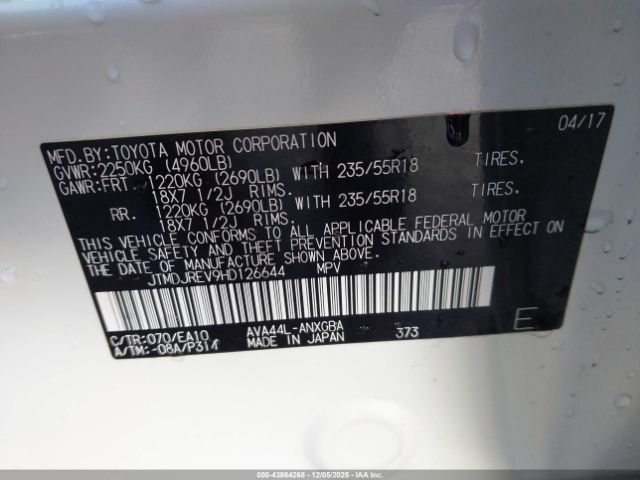 MFD.BY:TOYOTA MOTOR CORPORATION 04/17
GVWR:2250KG (4960LB)
GAWR:FRT 1220KG (2690LB) WITH 235/55R18 TIRES.
18X7 1/2J RIMS.
RR. 1220KG (2690LB) WITH 235/55R18 TIRES.
18X7 1/2J RIMS.
THIS VEHICLE CONFORMS TO ALL APPLICABLE FEDERAL MOTOR
VEHICLE SAFETY AND THEFT PREVENTION STANDARDS IN EFFECT ON
THE DATE OF MANUFACTURE SHOWN ABOVE.
JTMDJREV9HD126644 MPV
C/TR:070/EA10 AVA44L-ANXGBA 373 E
A/TM:-08A/P314 MADE IN JAPAN
000-43864268 | 12/05/2025 - COPART IAA